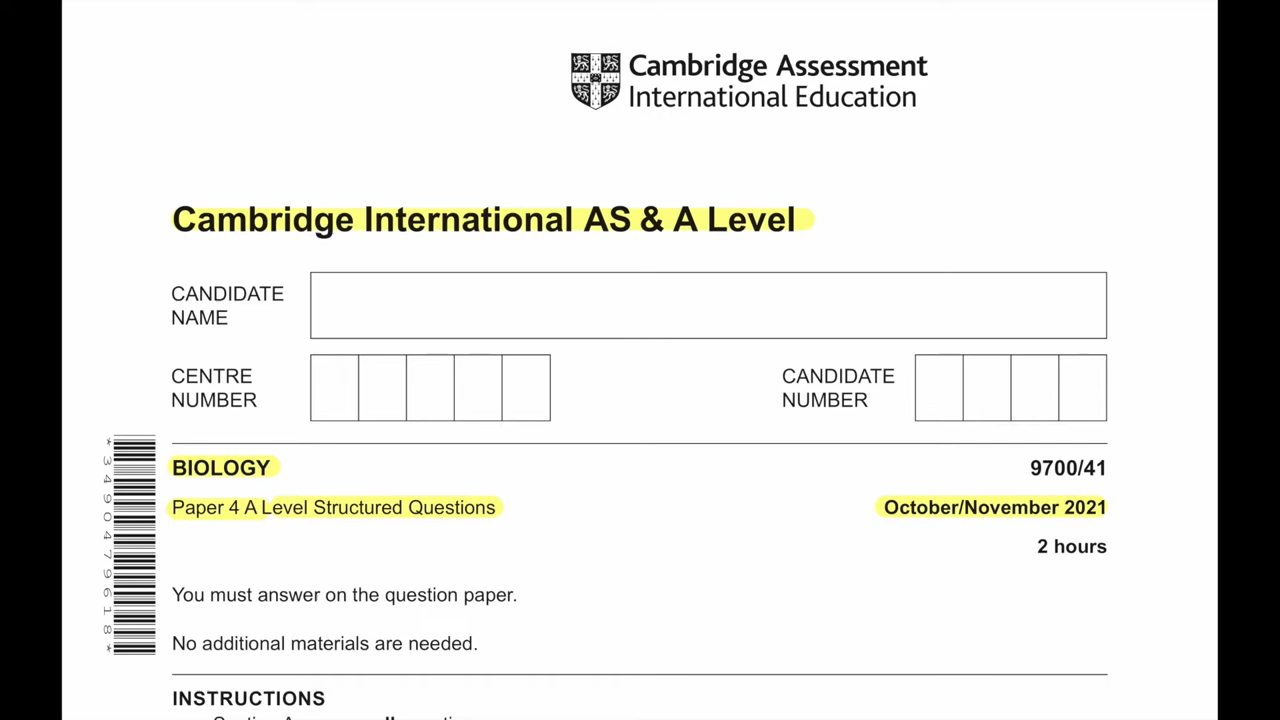 Cambridge Assessment
International Education
Cambridge International AS & A Level
CANDIDATE
NAME
CENTRE
NUMBER
CANDIDATE
NUMBER
*3490479618*
BIOLOGY 9700/41
Paper 4 A Level Structured Questions October/November 2021
2 hours
You must answer on the question paper.
No additional materials are needed.
INSTRUCTIONS